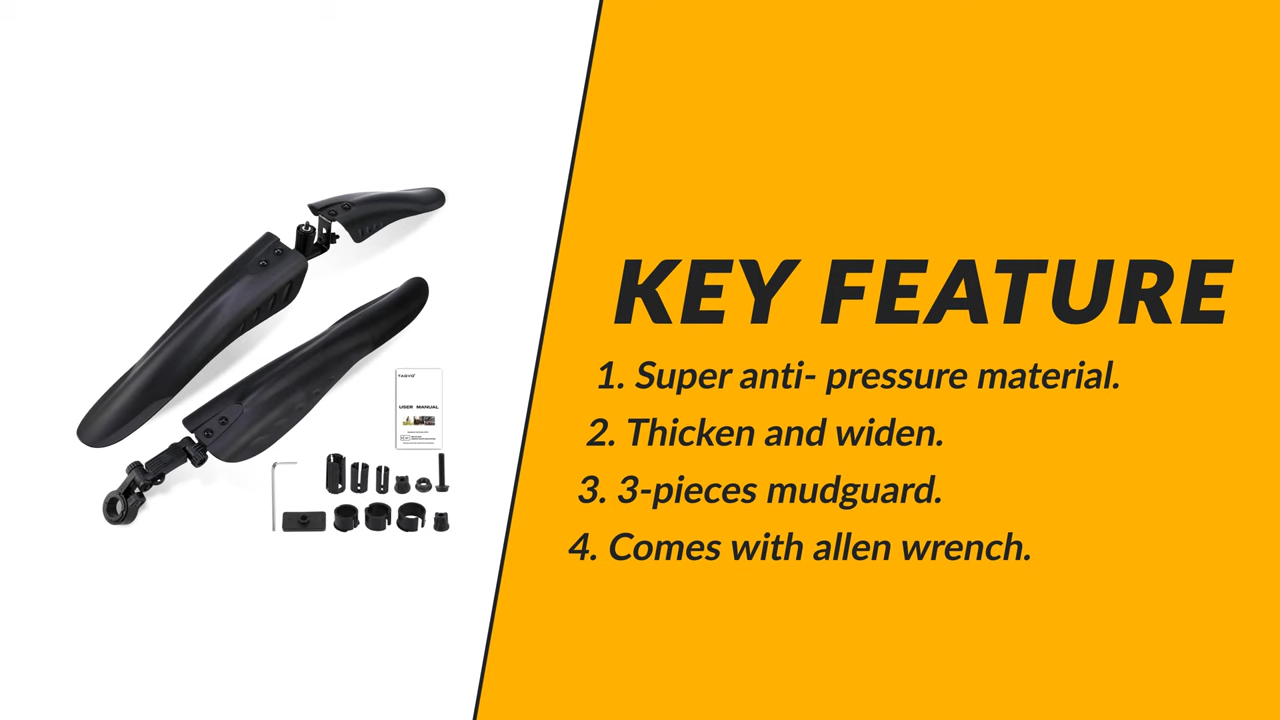 KEY FEATURE
1. Super anti- pressure material.
2. Thicken and widen.
3. 3-pieces mudguard.
4. Comes with allen wrench.
TAGVO
USER MANUAL